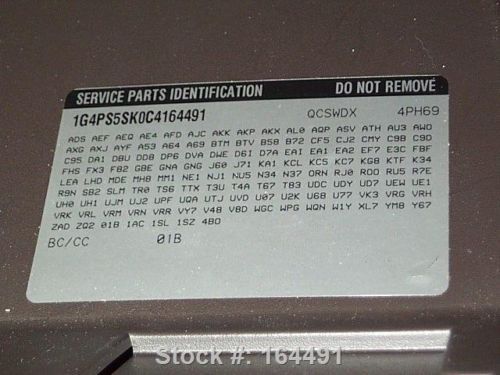 SERVICE PARTS IDENTIFICATION DO NOT REMOVE
1G4PS5SK0C4164491 QCSWDX 4PH69
ADS AEF AEQ AE4 AFD AJC AKK AKP AKX AL0 AQP ASV ATH AU3 AW0
AXG AXJ AYF A53 A64 A69 BTM BTV B58 B72 CF5 CJ2 CMY C9B C9D
C95 DA1 DBU DD8 DP6 DVA DWE D6I D7A EA1 EA1 EA2 EF7 E3C FBF
FHS FX3 FB2 GBE GNA GNG J60 J71 KA1 KCL KC5 KC7 KG8 KTF K34
LEA LHD MDE MH8 MM1 NE1 NJ1 NU5 N34 N37 ORN RJ0 RD0 RU5 R7E
R9N SB2 SLM TR0 TS6 TTX T3U T4A T67 T83 UDC UD4 UD7 UEW UE1
UH0 UH1 UJM UJ2 UPF UQA UTJ UVD U07 U2K U68 U77 VK3 VRG VRH
VRK VRL VRM VRN VRR VY7 V48 V8D WGC WPG WQN W1Y XL7 YM8 Y67
ZAD ZQ2 01B 1AC 1SL 1SZ 4BD
BC/CC 01B
Stock #: 164491